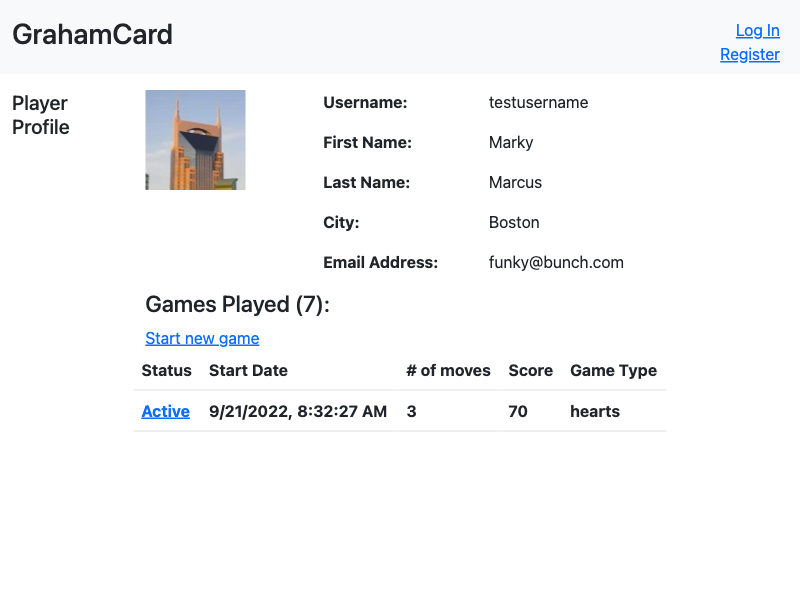 GrahamCard
Log In
Register
Player
Profile
Username: testusername
First Name: Marky
Last Name: Marcus
City: Boston
Email Address: funky@bunch.com
Games Played (7):
Start new game
Status Start Date # of moves Score Game Type
Active 9/21/2022, 8:32:27 AM 3 70 hearts